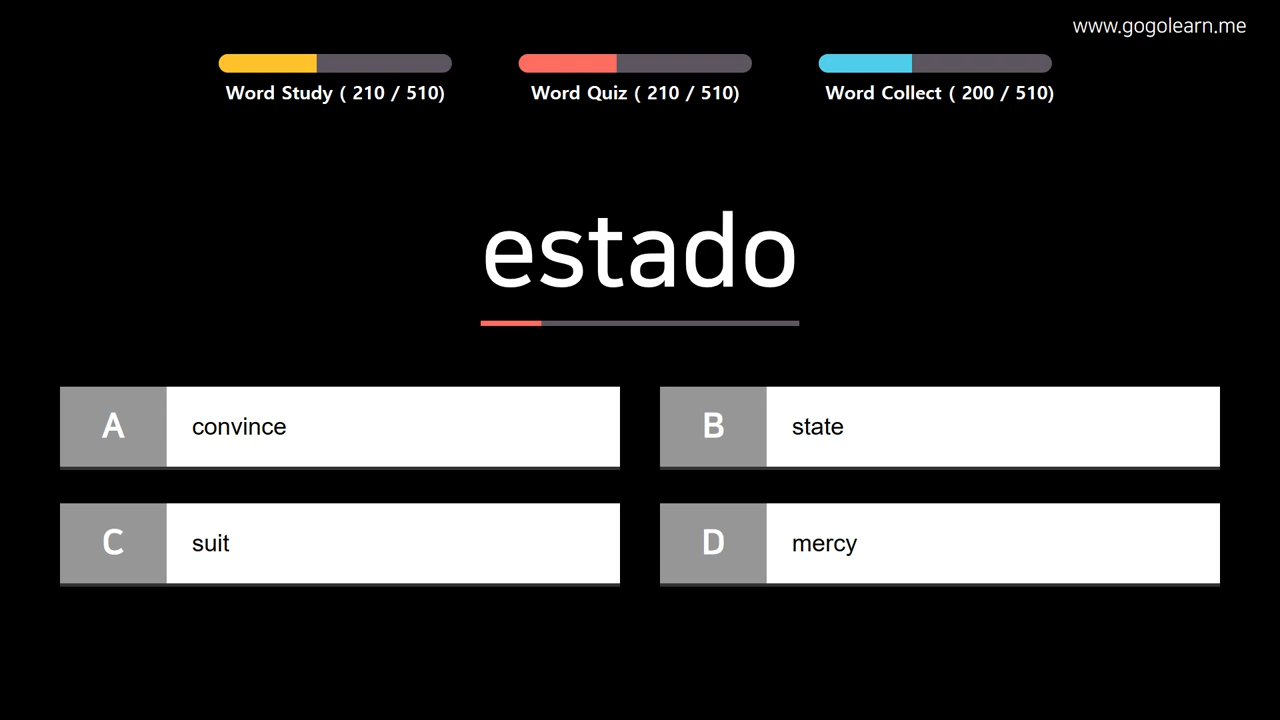 www.gogolearn.me
Word Study ( 210 / 510)
Word Quiz ( 210 / 510)
Word Collect ( 200 / 510)
estado
A convince
B state
C suit
D mercy